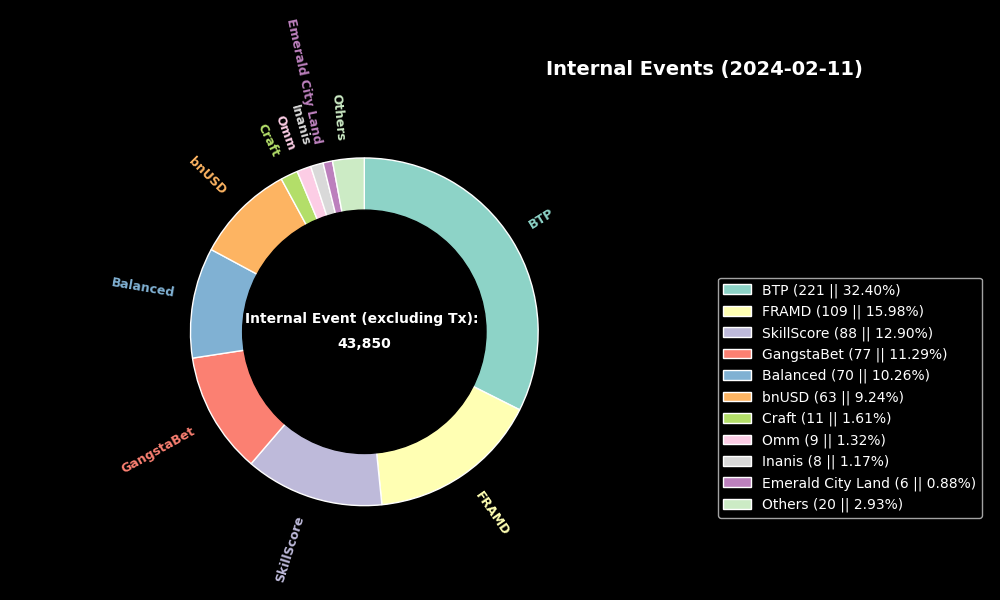 Internal Events (2024-02-11)
Emerald City Land
Others
Inanis
Omm
Craft
bnUSD
BTP
Balanced
GangstaBet
SkillScore
FRAMD
Internal Event (excluding Tx):
43,850
BTP (221 || 32.40%)
FRAMD (109 || 15.98%)
SkillScore (88 || 12.90%)
GangstaBet (77 || 11.29%)
Balanced (70 || 10.26%)
bnUSD (63 || 9.24%)
Craft (11 || 1.61%)
Omm (9 || 1.32%)
Inanis (8 || 1.17%)
Emerald City Land (6 || 0.88%)
Others (20 || 2.93%)